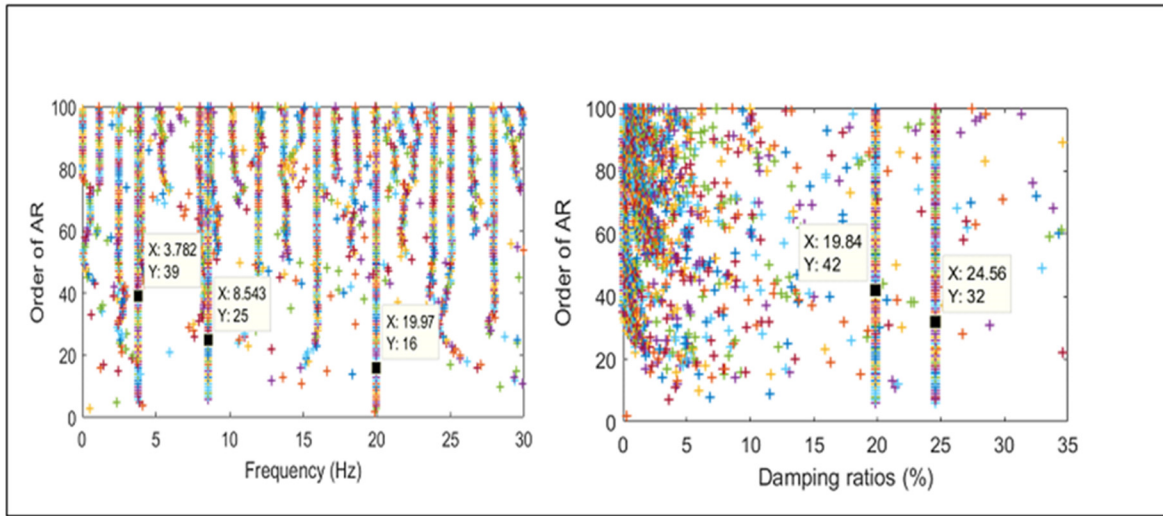 100
80
60
40
20
0
Order of AR
X: 3.782
Y: 39
X: 8.543
Y: 25
X: 19.97
Y: 16
0 5 10 15 20 25 30
Frequency (Hz)
100
80
60
40
20
0
Order of AR
X: 19.84
Y: 42
X: 24.56
Y: 32
0 5 10 15 20 25 30 35
Damping ratios (%)